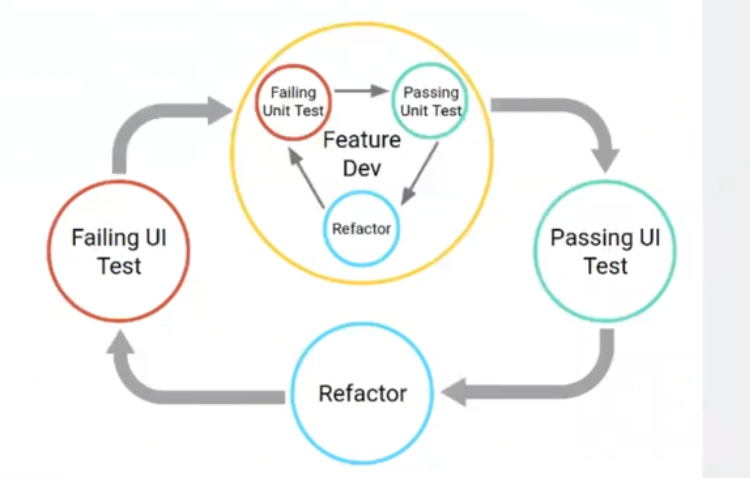 Failing
Unit Test
Passing
Unit Test
Feature
Dev
Refactor
Failing UI
Test
Passing UI
Test
Refactor